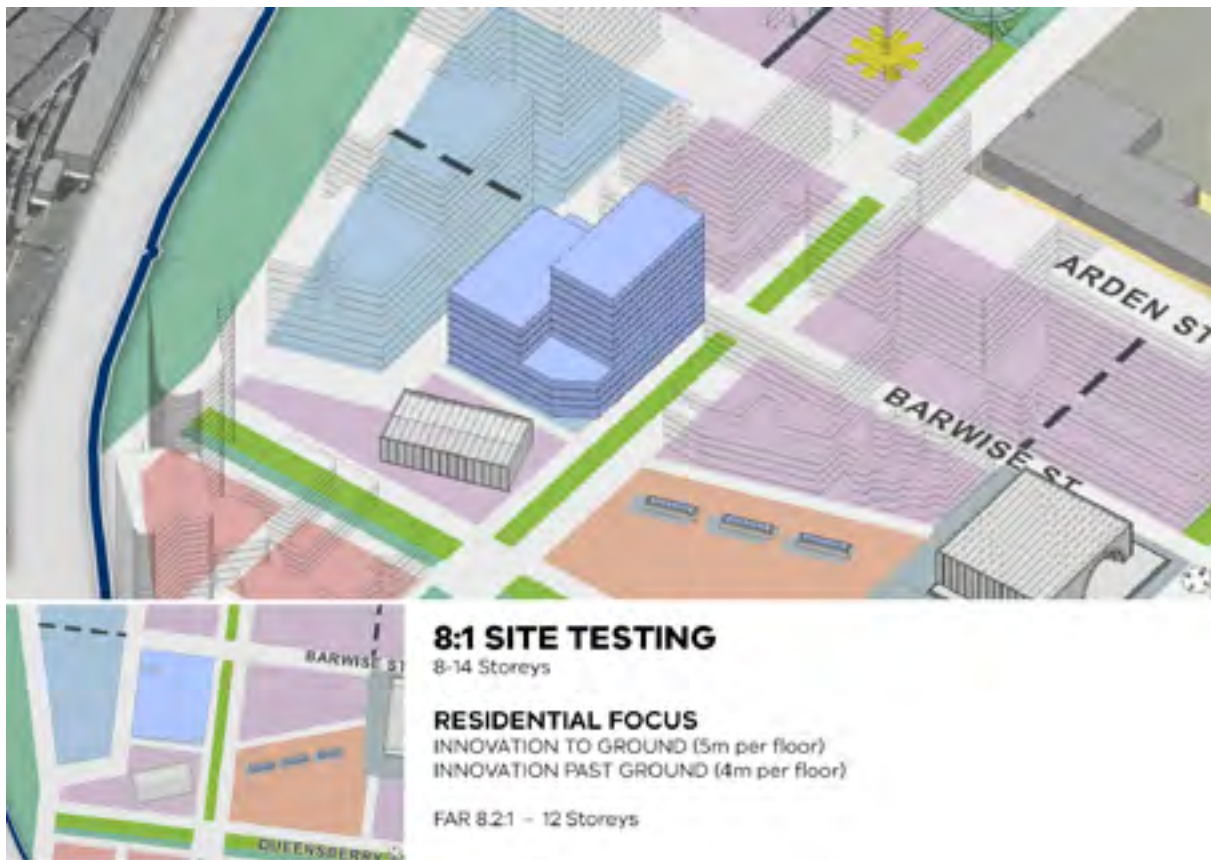 ARDEN ST
BARWISE ST
BARWISE ST
QUEENSBERRY
8:1 SITE TESTING
8-14 Storeys
RESIDENTIAL FOCUS
INNOVATION TO GROUND (5m per floor)
INNOVATION PAST GROUND (4m per floor)
FAR 8.2:1 - 12 Storeys